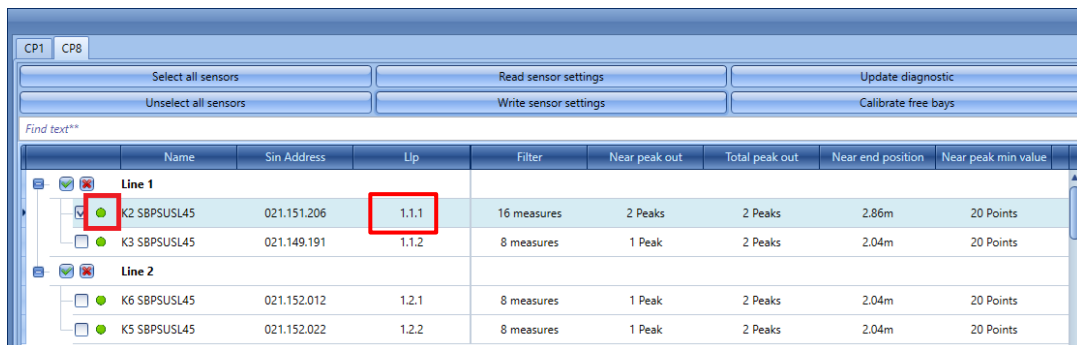 CP1 CP8
Select all sensors Read sensor settings Update diagnostic
Unselect all sensors Write sensor settings Calibrate free bays
Find text**
Name Sin Address Llp Filter Near peak out Total peak out Near end position Near peak min value
Line 1
K2 SBPSUSL45 021.151.206 1.1.1 16 measures 2 Peaks 2 Peaks 2.86m 20 Points
K3 SBPSUSL45 021.149.191 1.1.2 8 measures 1 Peak 2 Peaks 2.04m 20 Points
Line 2
K6 SBPSUSL45 021.152.012 1.2.1 8 measures 1 Peak 2 Peaks 2.04m 20 Points
K5 SBPSUSL45 021.152.022 1.2.2 8 measures 1 Peak 2 Peaks 2.04m 20 Points